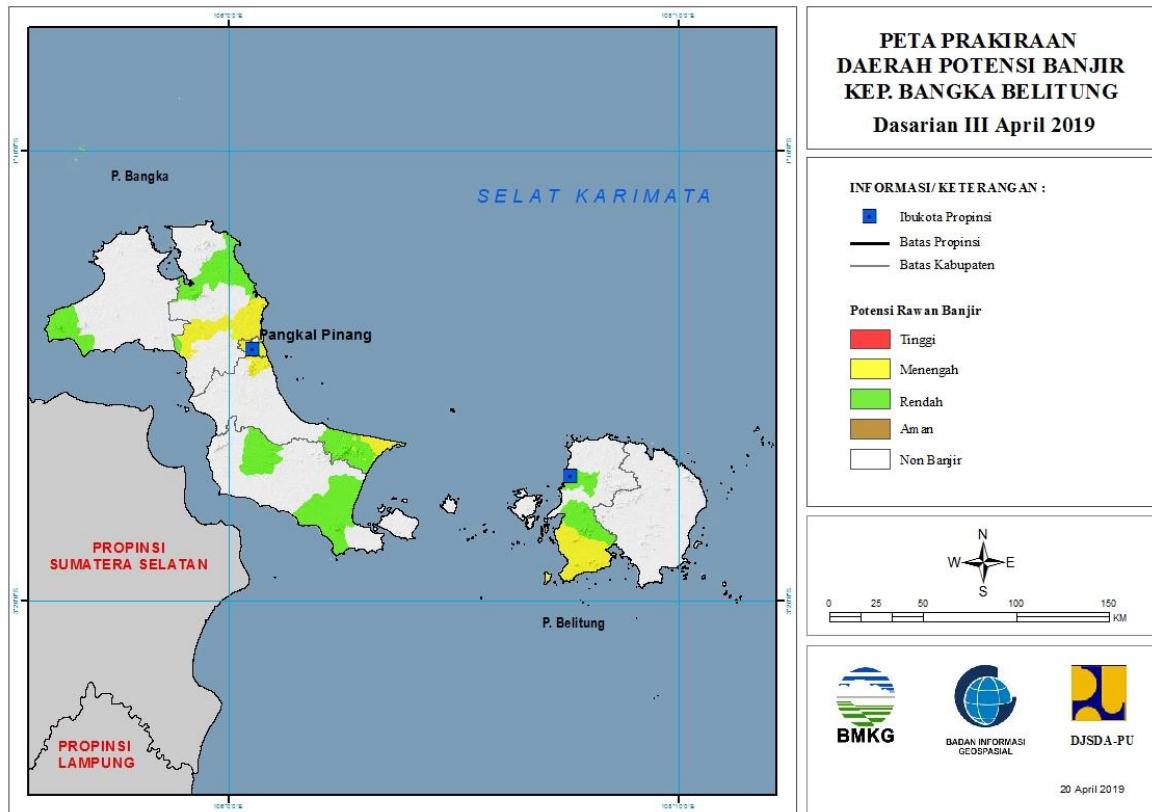 PETA PRAKIRAAN
DAERAH POTENSI BANJIR
KEP. BANGKA BELITUNG
Dasarian III April 2019
P. Bangka
SELAT KARIMATA
Pangkal Pinang
PROPINSI
SUMATERA SELATAN
P. Belitung
PROPINSI
LAMPUNG
INFORMASI/ KETERANGAN :
Ibukota Propinsi
Batas Propinsi
Batas Kabupaten
Potensi Rawan Banjir
Tinggi
Menengah
Rendah
Aman
Non Banjir
N
W E
S
0 25 50 100 150
KM
BMKG
BADAN INFORMASI
GEOSPASIAL
DJSDA-PU
20 April 2019